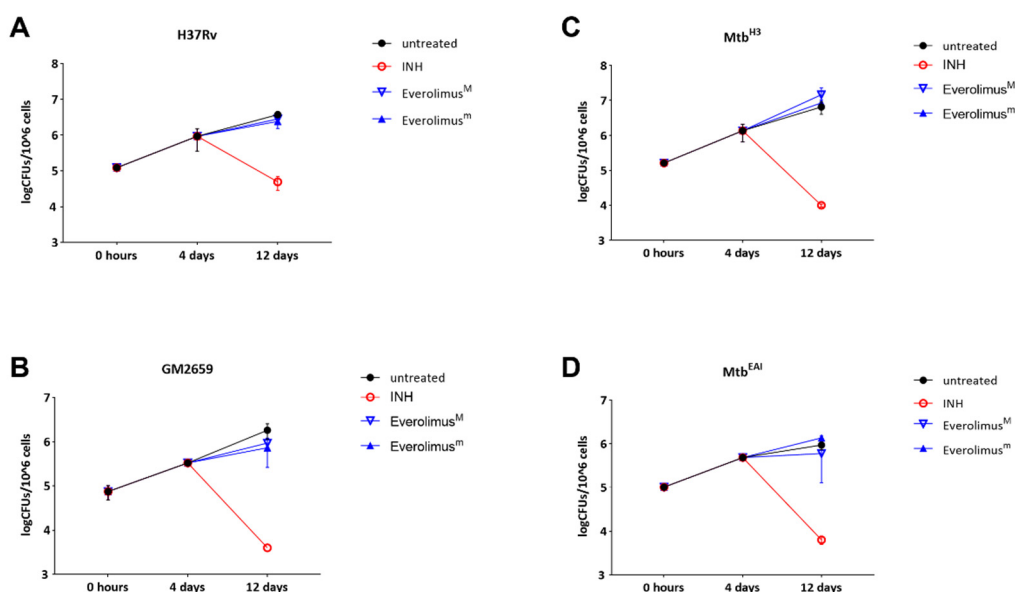 A
H37Rv
untreated
INH
Everolimus^M
Everolimus^m
logCFUs/10^6 cells
8
7
6
5
4
3
2
0 hours
4 days
12 days
C
Mtb^H3
untreated
INH
Everolimus^M
Everolimus^m
logCFUs/10^6 cells
8
7
6
5
4
3
0 hours
4 days
12 days
B
GM2659
untreated
INH
Everolimus^M
Everolimus^m
logCFUs/10^6 cells
7
6
5
4
3
0 hours
4 days
12 days
D
Mtb^EAI
untreated
INH
Everolimus^M
Everolimus^m
logCFUs/10^6 cells
7
6
5
4
3
0 hours
4 days
12 days